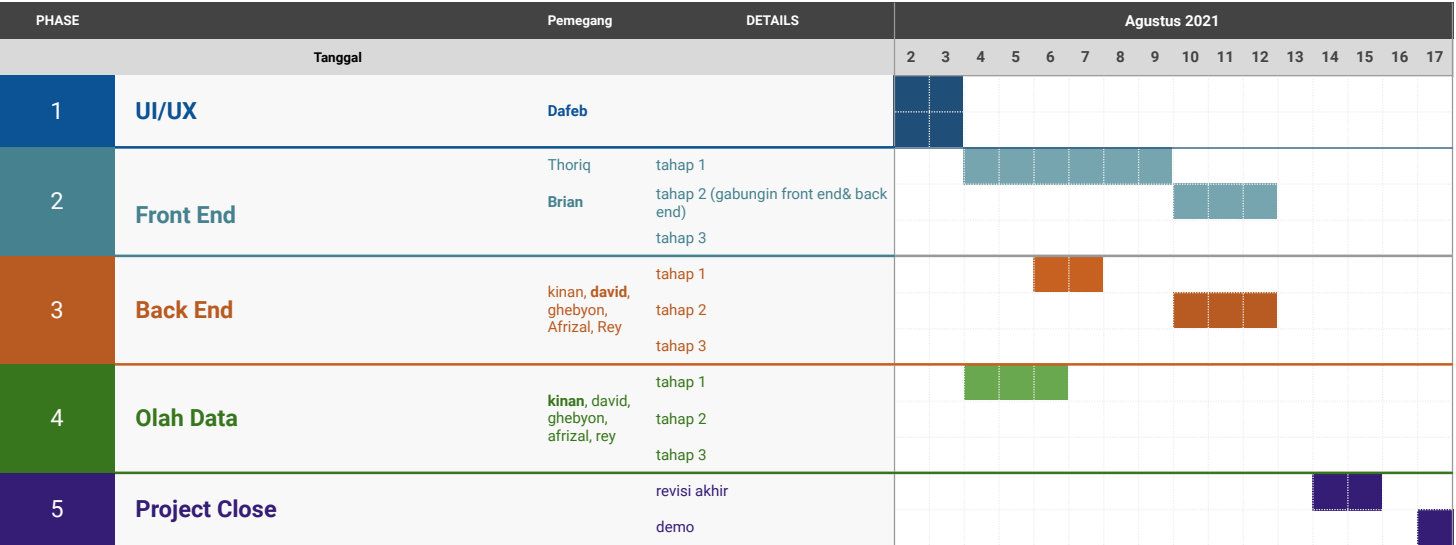 PHASE Pemegang DETAILS Agustus 2021
Tanggal 2 3 4 5 6 7 8 9 10 11 12 13 14 15 16 17
1 UI/UX Dafeb
2 Front End
Thoriq tahap 1
Brian tahap 2 (gabungin front end& back
end)
tahap 3
3 Back End
kinan, david,
ghebyon,
Afrizal, Rey
tahap 1
tahap 2
tahap 3
4 Olah Data
kinan, david,
ghebyon,
afrizal, rey
tahap 1
tahap 2
tahap 3
5 Project Close
revisi akhir
demo